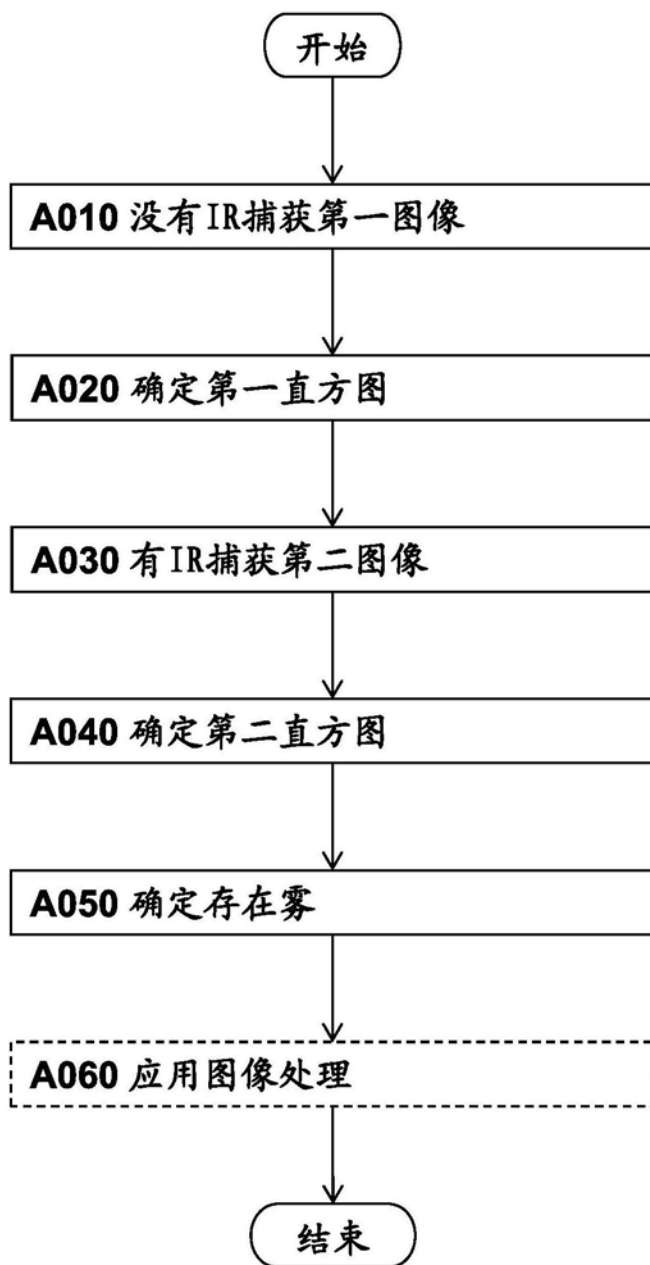 开始
A010 没有IR捕获第一图像
A020 确定第一直方图
A030 有IR捕获第二图像
A040 确定第二直方图
A050 确定存在雾
A060 应用图像处理
结束